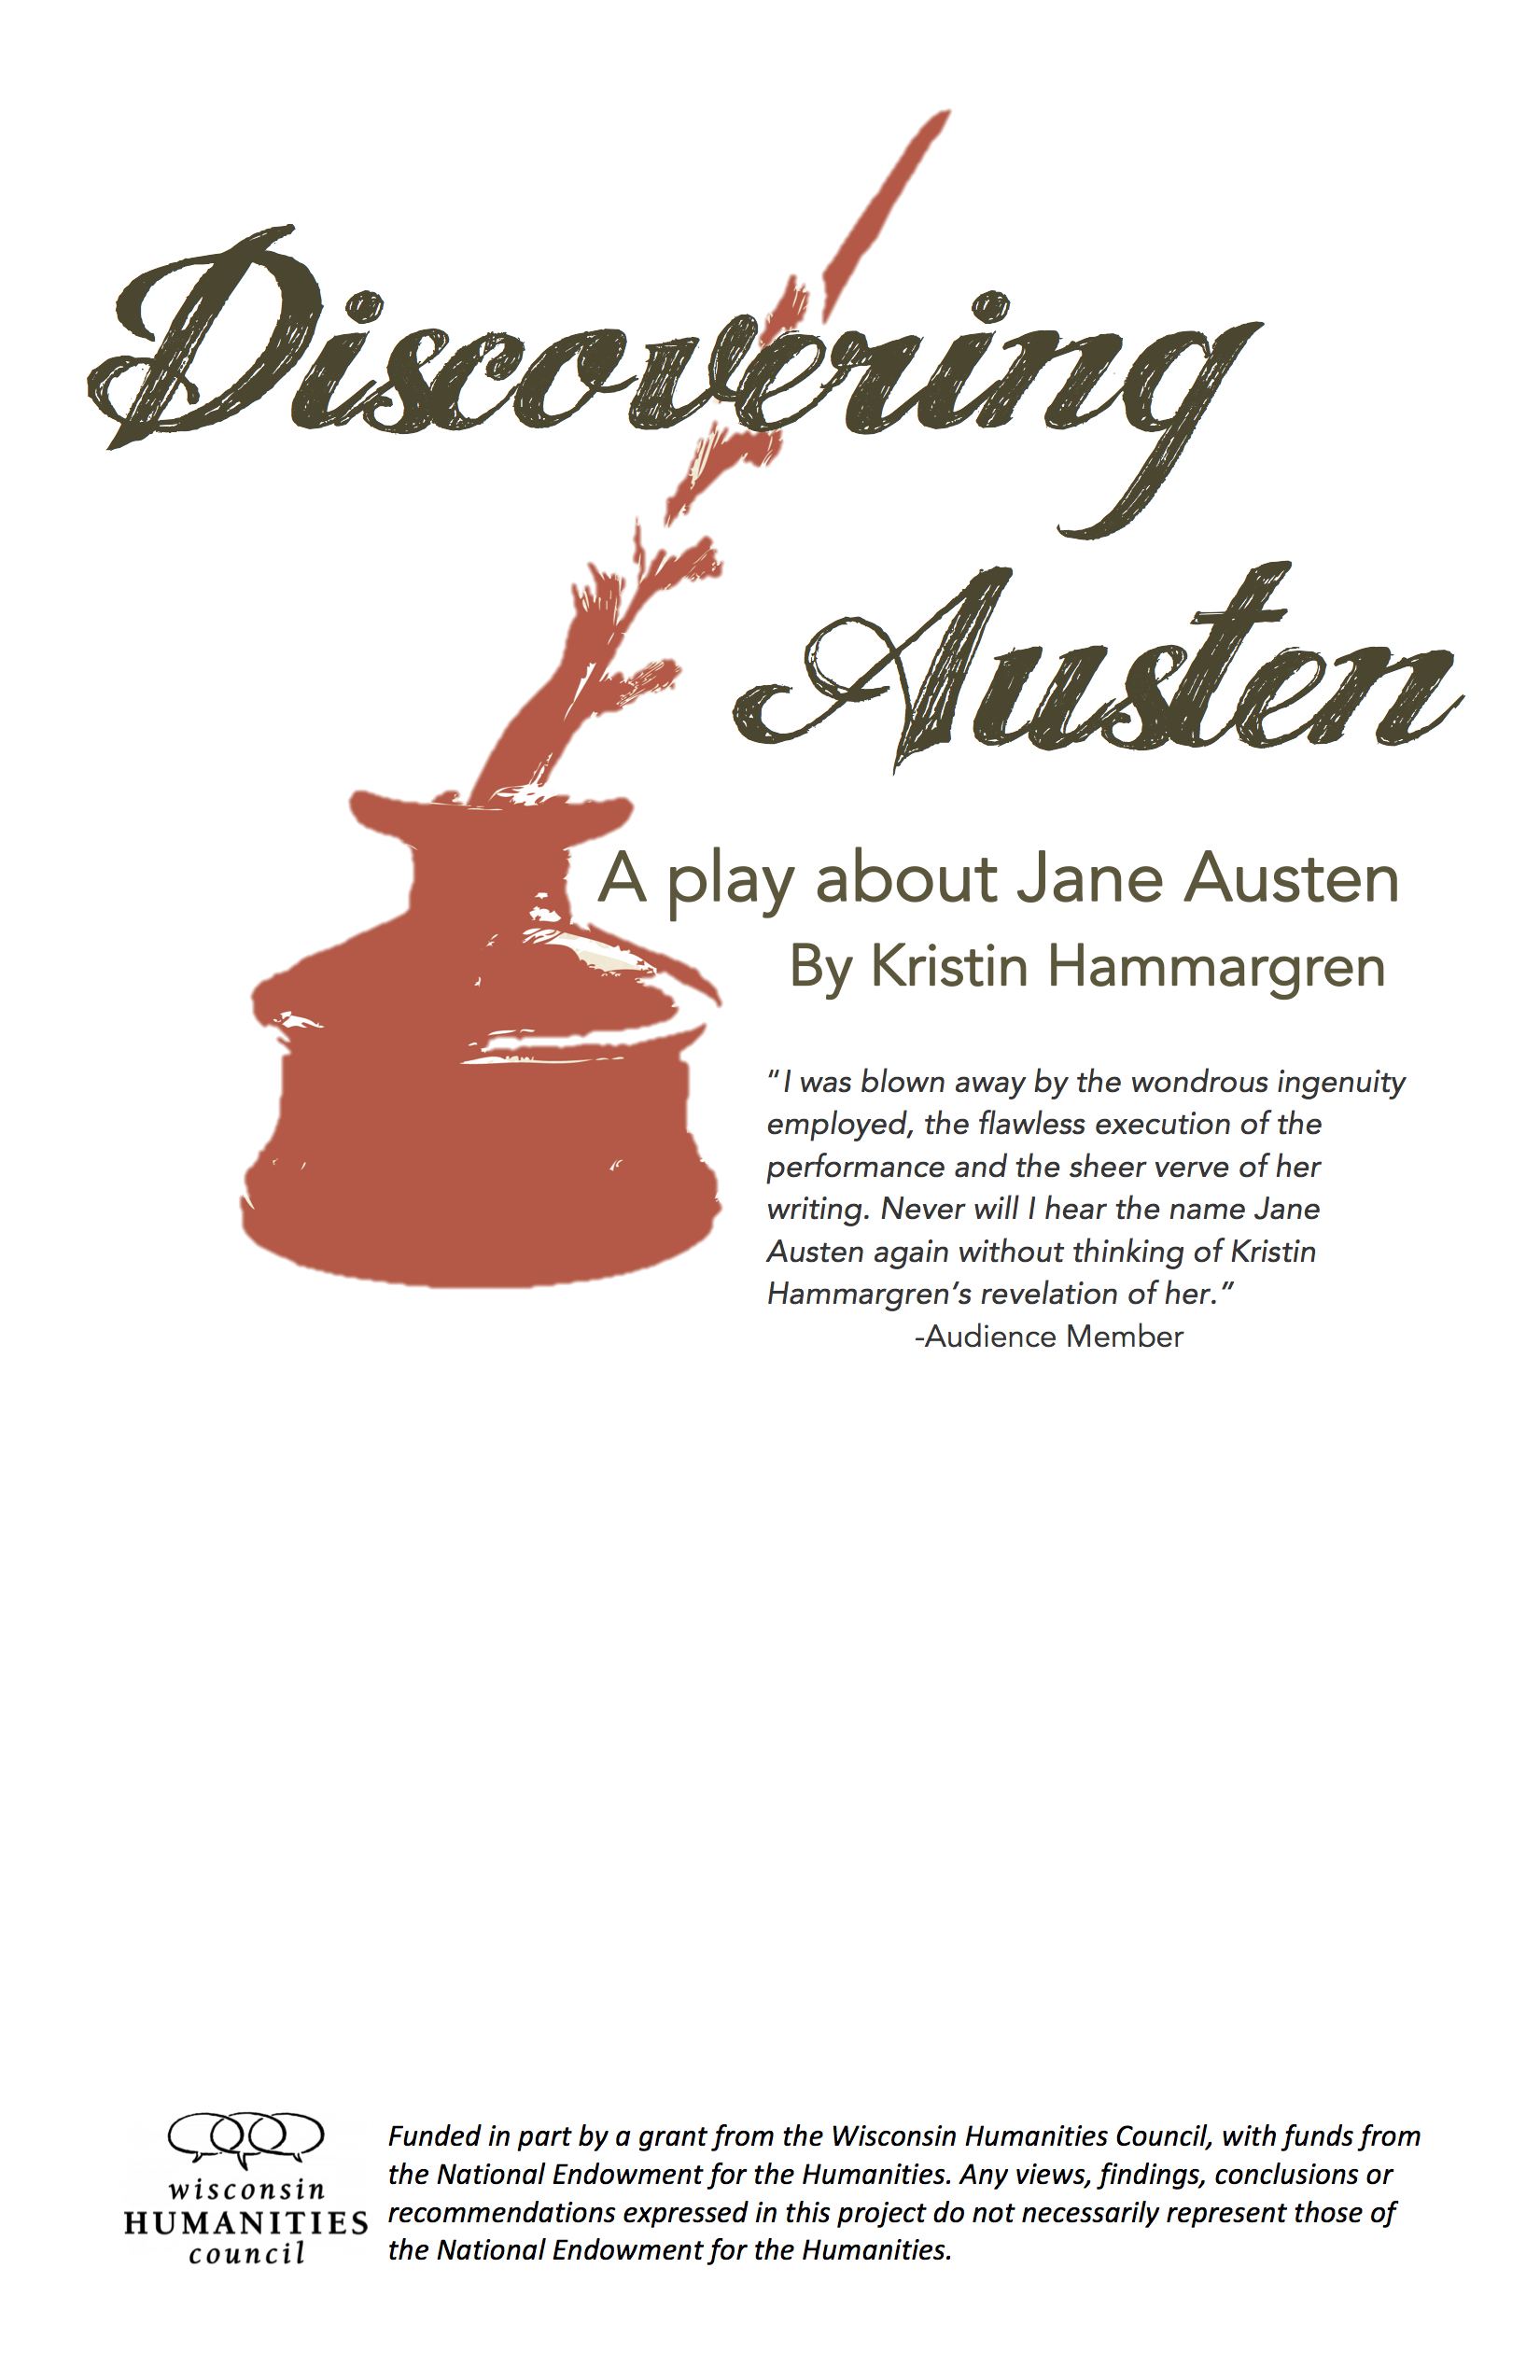 Discovering
Austen
A play about Jane Austen
By Kristin Hammargren
“I was blown away by the wondrous ingenuity
employed, the flawless execution of the
performance and the sheer verve of her
writing. Never will I hear the name Jane
Austen again without thinking of Kristin
Hammargren’s revelation of her.”
-Audience Member
wisconsin
HUMANITIES
council
Funded in part by a grant from the Wisconsin Humanities Council, with funds from
the National Endowment for the Humanities. Any views, findings, conclusions or
recommendations expressed in this project do not necessarily represent those of
the National Endowment for the Humanities.